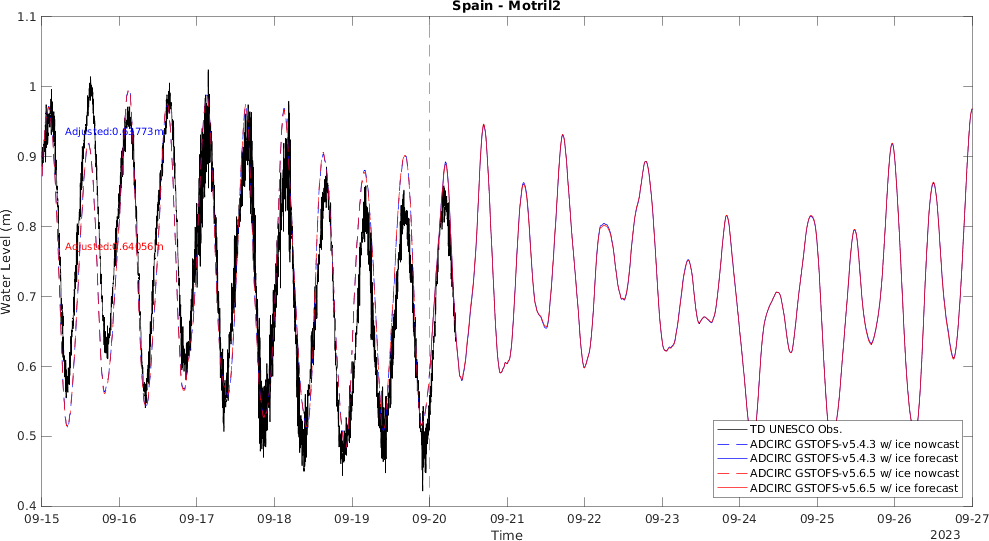 Spain - Motril2
1.1
1
0.9
0.8
0.7
0.6
0.5
0.4
Water Level (m)
Adjusted:0.63773m
Adjusted:0.64056m
TD UNESCO Obs.
ADCIRC GSTOFS-v5.4.3 w/ ice nowcast
ADCIRC GSTOFS-v5.4.3 w/ ice forecast
ADCIRC GSTOFS-v5.6.5 w/ ice nowcast
ADCIRC GSTOFS-v5.6.5 w/ ice forecast
09-15 09-16 09-17 09-18 09-19 09-20 09-21 09-22 09-23 09-24 09-25 09-26 09-27
Time
2023